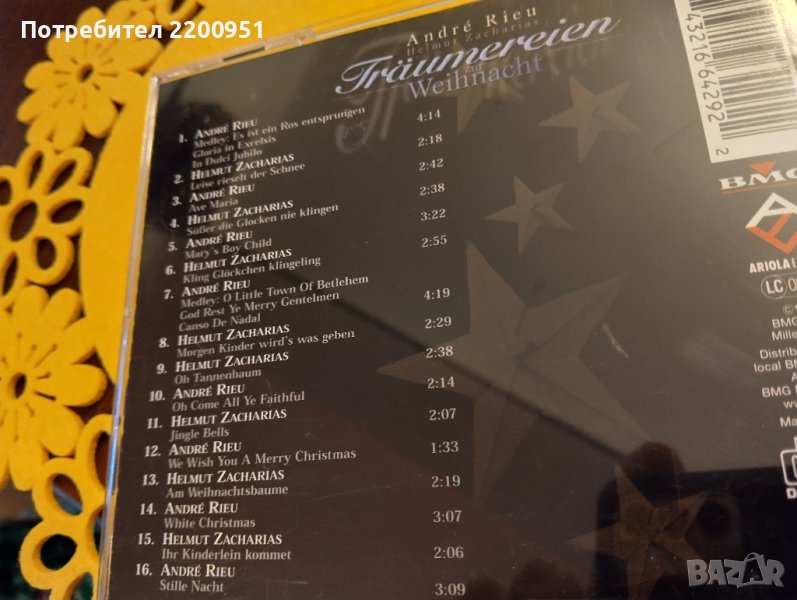 Потребител 2200951
André Rieu
Helmut Zacharias
Träumereien
zur
Weihnacht
1. ANDRÉ RIEU
Medley: Es ist ein Ros entsprungen 4:14
Gloria in Excelsis
In Dulci Jubilo
2. HELMUT ZACHARIAS
Leise rieselt der Schnee 2:18
3. ANDRÉ RIEU
Ave Maria 2:42
4. HELMUT ZACHARIAS
Süßer die Glocken nie klingen 2:38
5. ANDRÉ RIEU
Mary's Boy Child 3:22
6. HELMUT ZACHARIAS
Kling Glöckchen klingeling 2:55
7. ANDRÉ RIEU
Medley: O Little Town Of Betlehem
God Rest Ye Merry Gentelmen
Canso De Nadal 4:19
8. HELMUT ZACHARIAS
Morgen Kinder wird's was geben 2:29
9. HELMUT ZACHARIAS
Oh Tannenbaum 2:38
10. ANDRÉ RIEU
Oh Come All Ye Faithful 2:14
11. HELMUT ZACHARIAS
Jingle Bells 2:07
12. ANDRÉ RIEU
We Wish You A Merry Christmas 1:33
13. HELMUT ZACHARIAS
Am Weihnachtsbaume 2:19
14. ANDRÉ RIEU
White Christmas 3:07
15. HELMUT ZACHARIAS
Ihr Kinderlein kommet 2:06
16. ANDRÉ RIEU
Stille Nacht 3:09
43216 64292 2
BMG
ARIOLA
LC
BMG
Mille
Distrib
local BM
BMG
BAZAR